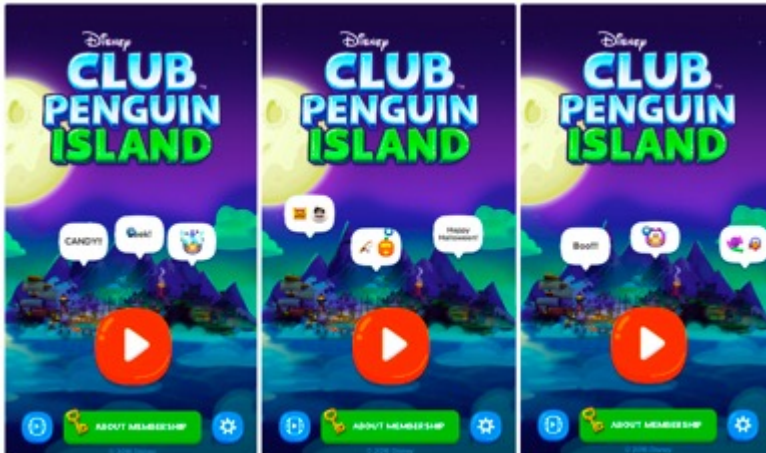 Disney
CLUB
PENGUIN
ISLAND
CANDY!!
ABOUT MEMBERSHIP
Disney
CLUB
PENGUIN
ISLAND
Happy
Halloween!
ABOUT MEMBERSHIP
Disney
CLUB
PENGUIN
ISLAND
Boo!!!
ABOUT MEMBERSHIP